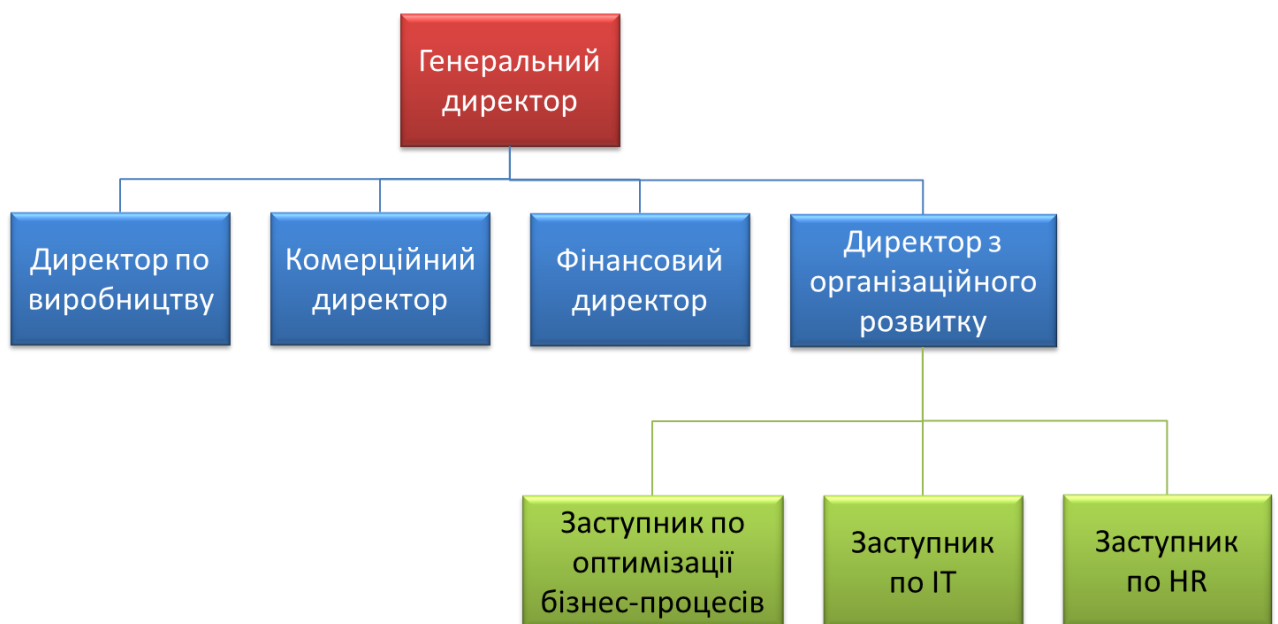 Генеральний
директор
Директор по
виробництву
Комерційний
директор
Фінансовий
директор
Директор з
організаційного
розвитку
Заступник по
оптимізації
бізнес-процесів
Заступник
по ІТ
Заступник
по HR